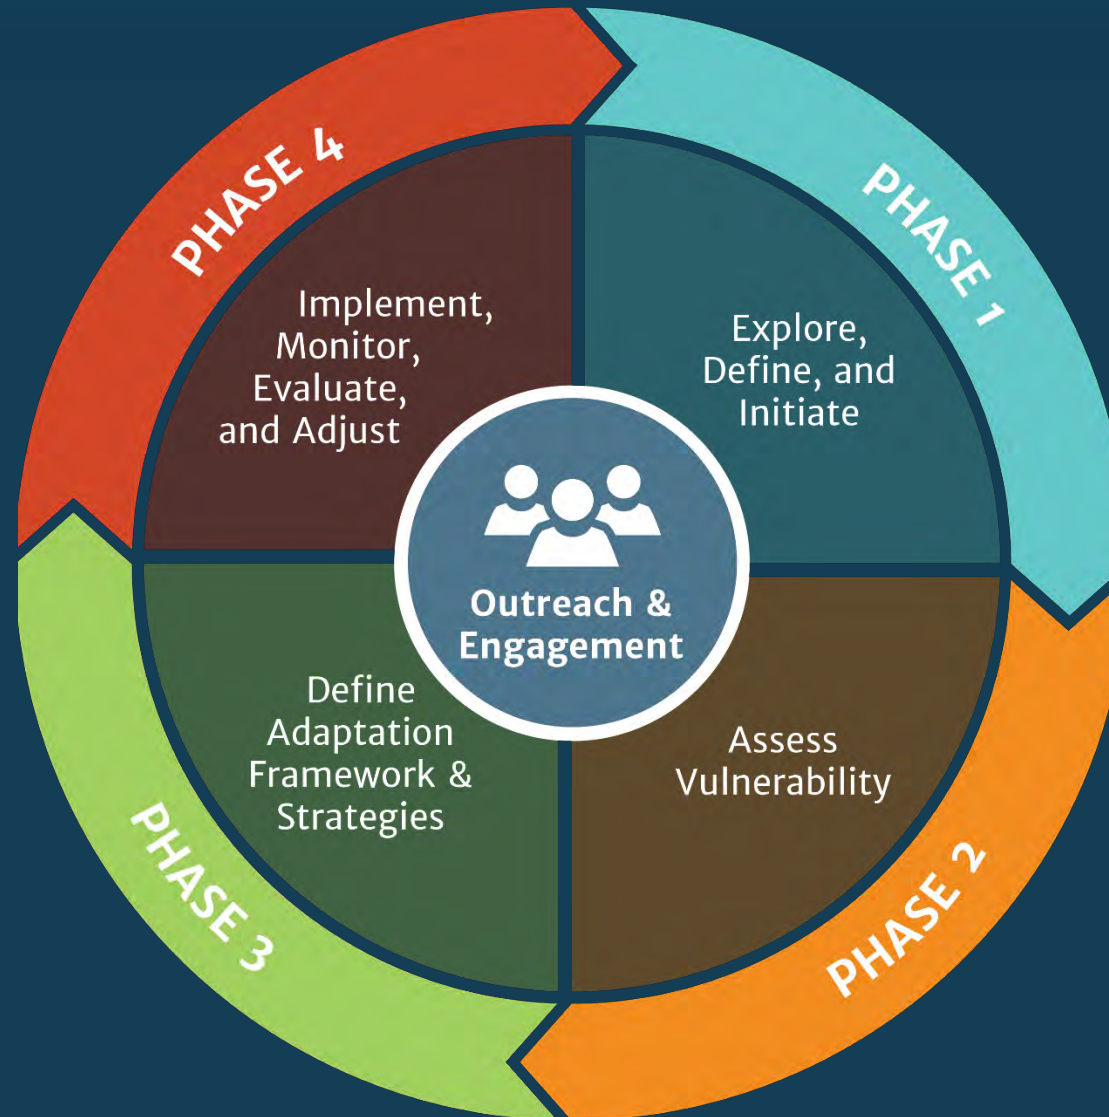 PHASE 1
Explore,
Define, and
Initiate
PHASE 2
Assess
Vulnerability
PHASE 3
Define
Adaptation
Framework &
Strategies
PHASE 4
Implement,
Monitor,
Evaluate,
and Adjust
Outreach &
Engagement